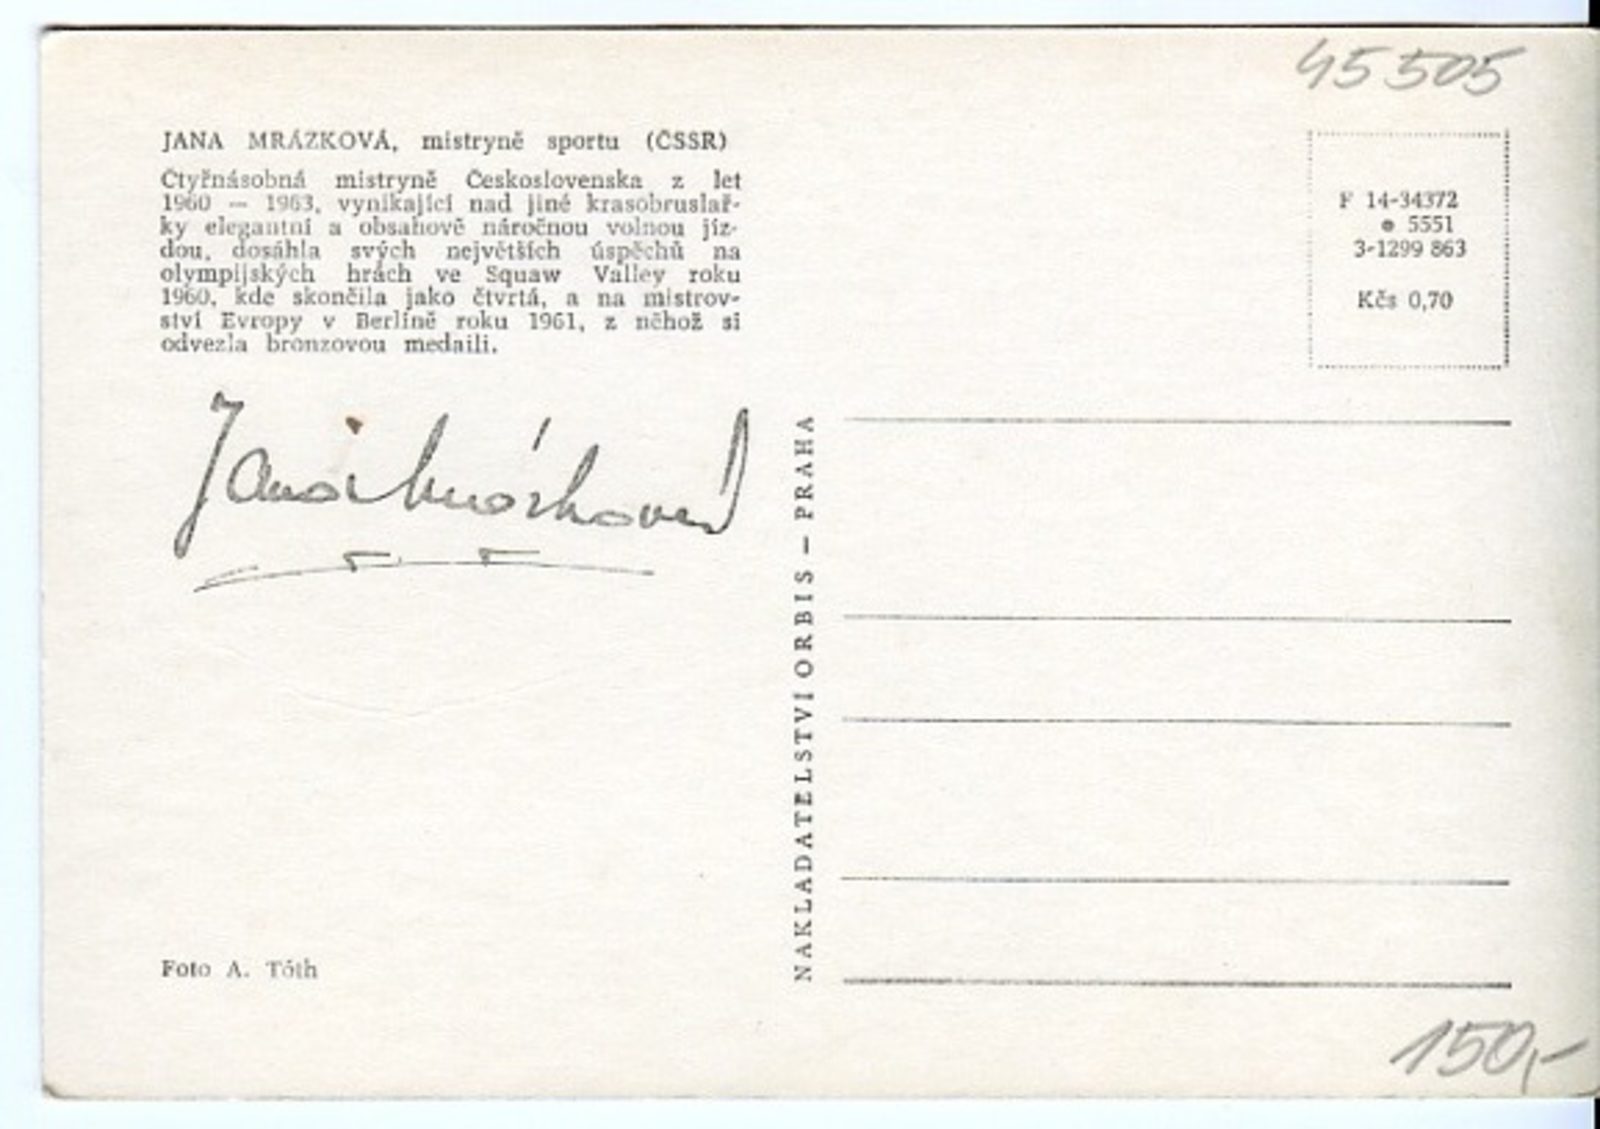 45505
JANA MRÁZKOVÁ, mistryně sportu (ČSSR)
Čtyřnásobná mistryně Československa z let
1960 — 1963, vynikající nad jiné krasobruslař-
ky elegantní a obsahově náročnou volnou jíz-
dou, dosáhla svých největších úspěchů na
olympijských hrách ve Squaw Valley roku
1960, kde skončila jako čtvrtá, a na mistrov-
ství Evropy v Berlíně roku 1961, z něhož si
odvezla bronzovou medaili.
F 14-34372
5551
3-1299 863
Kčs 0,70
Jana Mrázková
NAKLADATELSTVÍ ORBIS — PRAHA
Foto A. Tóth
150,-